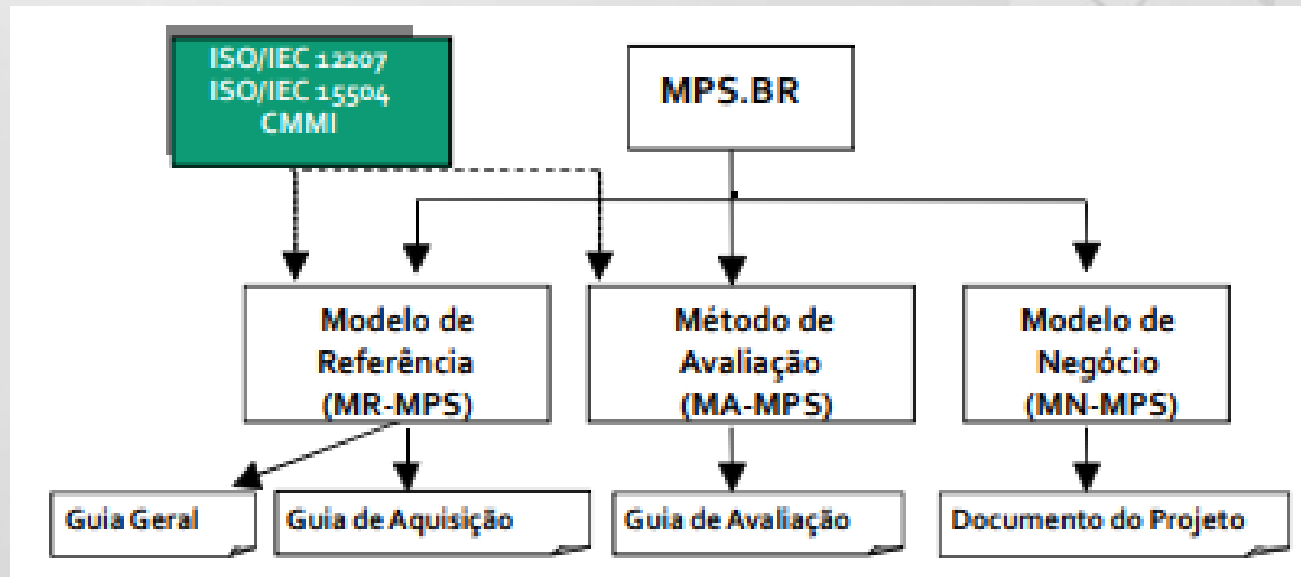 ISO/IEC 12207
ISO/IEC 15504
CMMI
MPS.BR
Modelo de
Referência
(MR-MPS)
Método de
Avaliação
(MA-MPS)
Modelo de
Negócio
(MN-MPS)
Guia Geral
Guia de Aquisição
Guia de Avaliação
Documento do Projeto